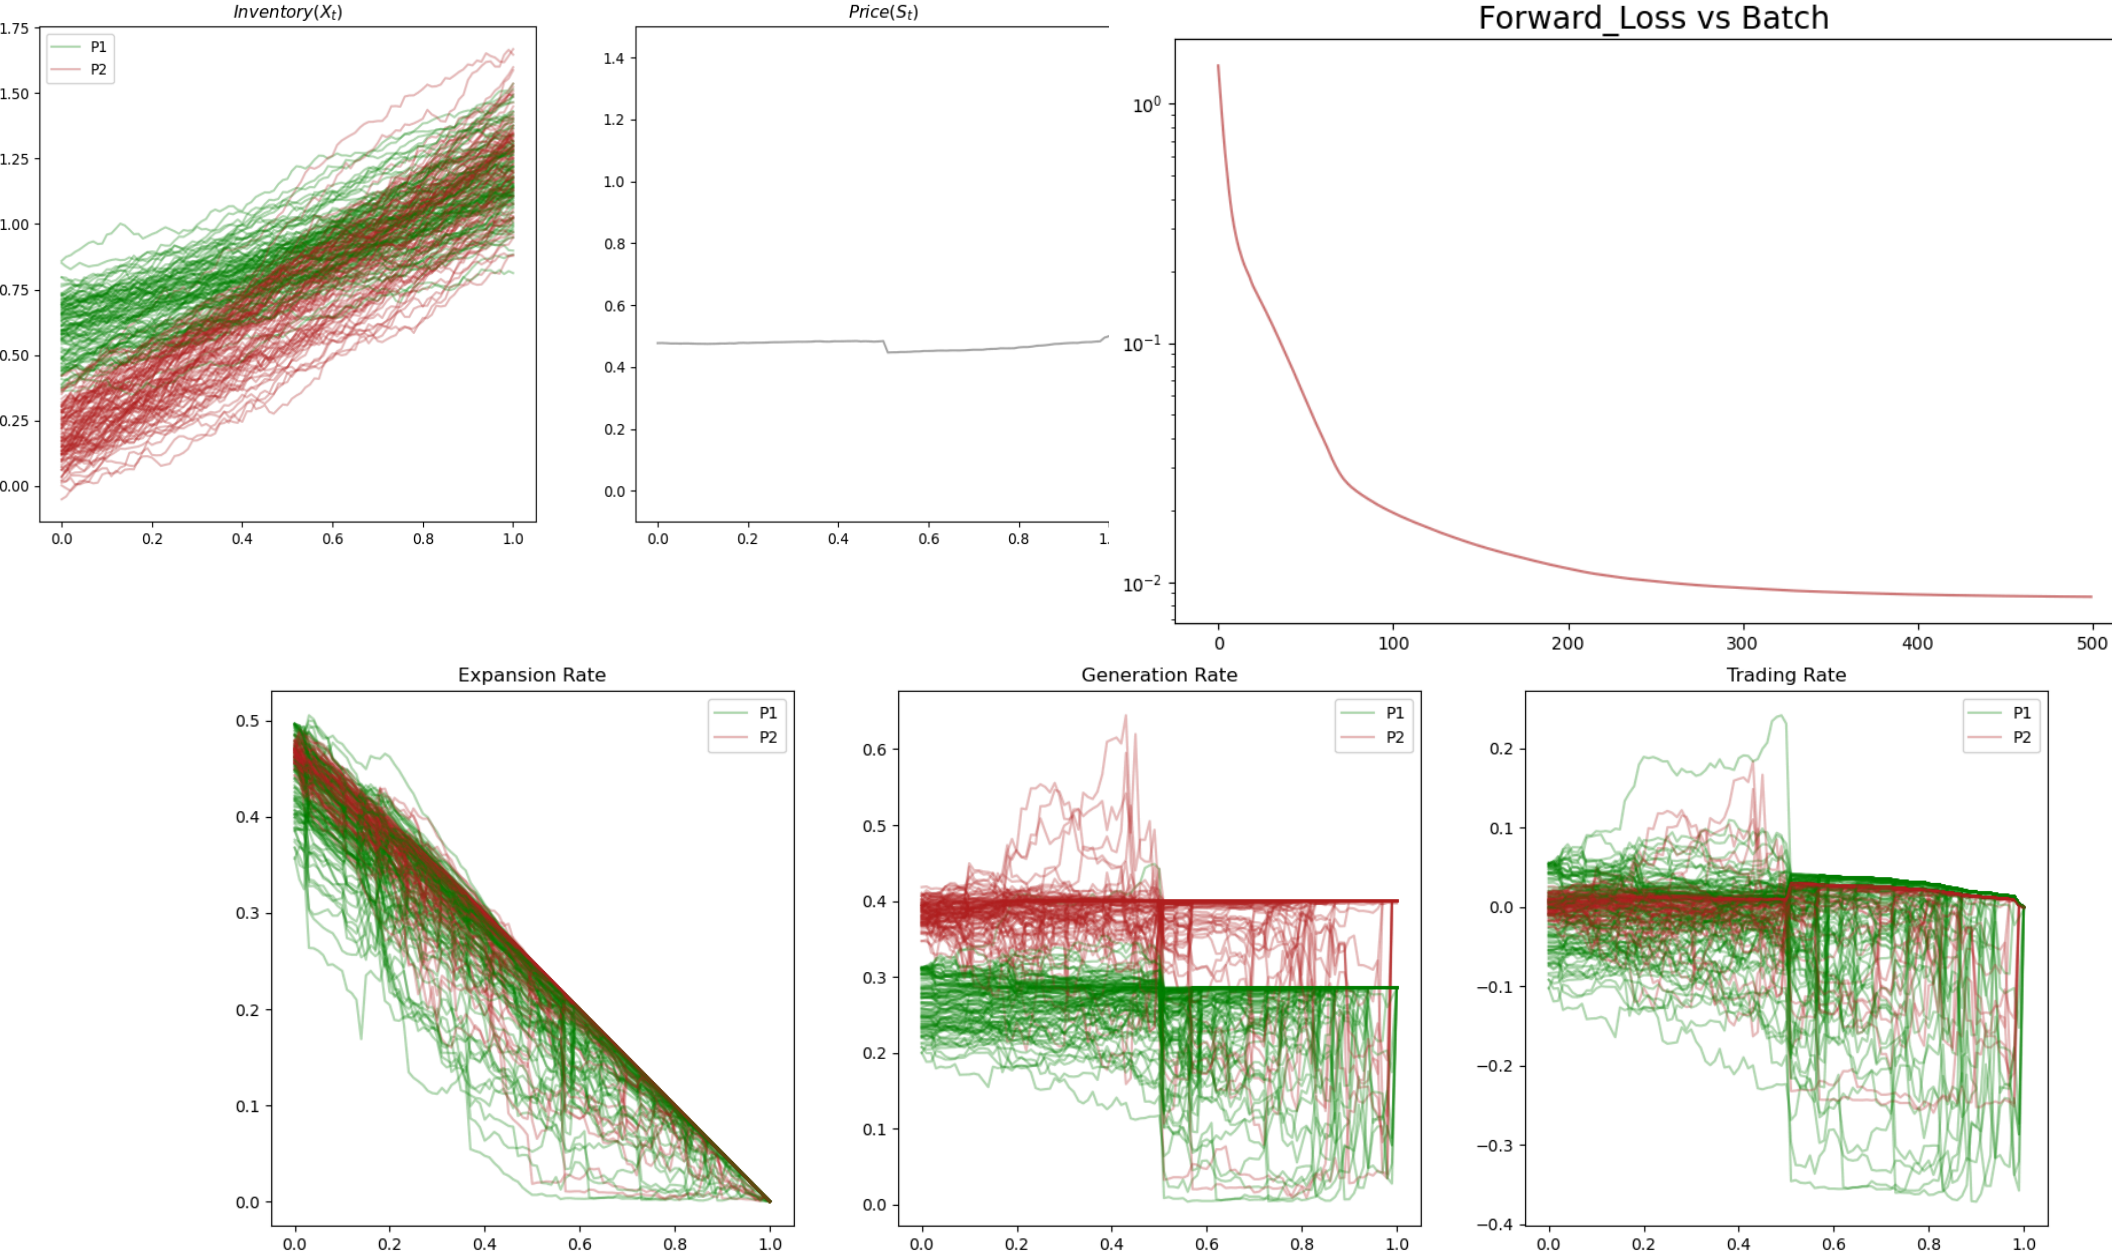 Inventory(Xt)
1.75
1.50
1.25
1.00
0.75
0.50
0.25
0.00
P1
P2
0.0 0.2 0.4 0.6 0.8 1.0
Price(St)
1.4
1.2
1.0
0.8
0.6
0.4
0.2
0.0
0.0 0.2 0.4 0.6 0.8 1.
Forward_Loss vs Batch
10^0
10^-1
10^-2
0 100 200 300 400 500
Expansion Rate
P1
P2
0.5
0.4
0.3
0.2
0.1
0.0
0.0 0.2 0.4 0.6 0.8 1.0
Generation Rate
P1
P2
0.6
0.5
0.4
0.3
0.2
0.1
0.0
0.0 0.2 0.4 0.6 0.8 1.0
Trading Rate
P1
P2
0.2
0.1
0.0
−0.1
−0.2
−0.3
−0.4
0.0 0.2 0.4 0.6 0.8 1.0